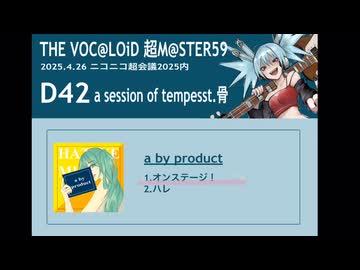 THE VOC@LOiD 超M@STER59
2025.4.26 ニコニコ超会議2025内
D42 a session of tempesst.骨
a by product
1.オンステージ！
2.ハレ
a by
product